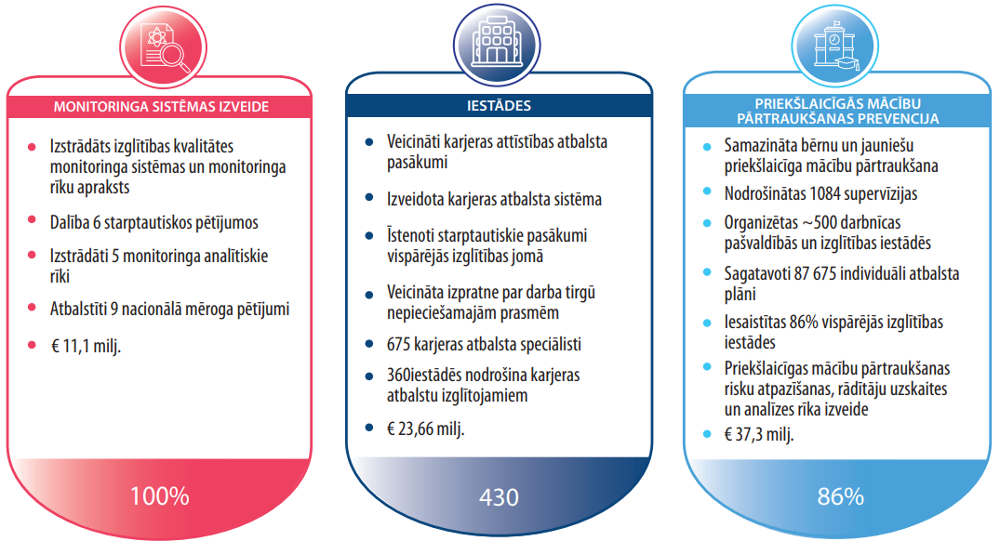 MONITORINGA SISTĒMAS IZVEIDE
Izstrādāts izglītības kvalitātes
monitoringa sistēmas un monitoringa
rīku apraksts
Dalība 6 starptautiskos pētījumos
Izstrādāti 5 monitoringa analītiskie
rīki
Atbalstīti 9 nacionālā mēroga pētījumi
€ 11,1 milj.
100%
IESTĀDES
Veicināti karjeras attīstības atbalsta
pasākumi
Izveidota karjeras atbalsta sistēma
Īstenoti starptautiskie pasākumi
vispārējās izglītības jomā
Veicināta izpratne par darba tirgū
nepieciešamajām prasmēm
675 karjeras atbalsta speciālisti
360iestādēs nodrošina karjeras
atbalstu izglītojamiem
€ 23,66 milj.
430
PRIEKŠLAICĪGĀS MĀCĪBU
PĀRTRAUKŠANAS PREVENCIJA
Samazināta bērnu un jauniešu
priekšlaicīga mācību pārtraukšana
Nodrošinātas 1084 supervīzijas
Organizētas ~500 darbnīcas
pašvaldībās un izglītības iestādēs
Sagatavoti 87 675 individuāli atbalsta
plāni
Iesaistītas 86% vispārējās izglītības
iestādes
Priekšlaicīgas mācību pārtraukšanas
risku atpazīšanas, rādītāju uzskaites
un analīzes rīka izveide
€ 37,3 milj.
86%